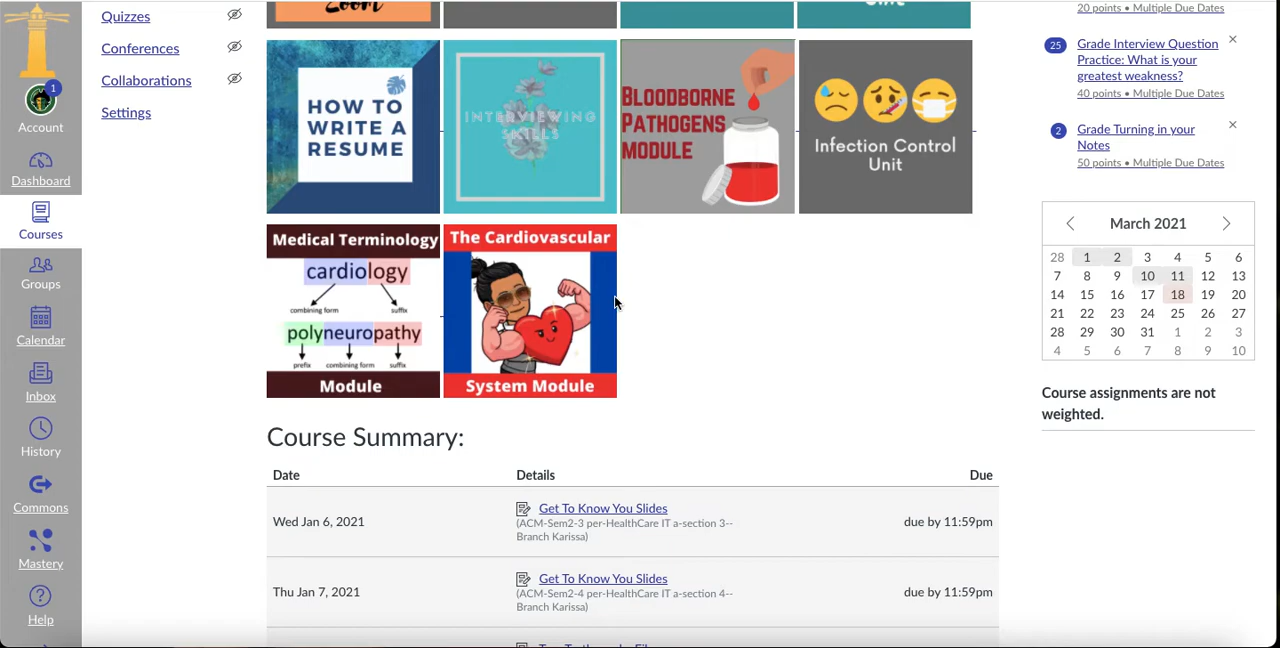 Zoom
Quizzes
Conferences
Collaborations
Settings
1
Account
Dashboard
Courses
Groups
Calendar
Inbox
History
Commons
Mastery
Help
HOW TO
WRITE A
RESUME
INTERVIEWING
SKILLS
BLOODBORNE
PATHOGENS
MODULE
Infection Control
Unit
Medical Terminology
cardiology
combining form
suffix
polyneuropathy
prefix
combining form
suffix
Module
The Cardiovascular
System Module
Course Summary:
Date Details Due
Wed Jan 6, 2021
Get To Know You Slides
(ACM-Sem2-3 per-HealthCare IT a-section 3--
Branch Karissa)
due by 11:59pm
Thu Jan 7, 2021
Get To Know You Slides
(ACM-Sem2-4 per-HealthCare IT a-section 4--
Branch Karissa)
due by 11:59pm
20 points • Multiple Due Dates
25
Grade Interview Question
Practice: What is your
greatest weakness?
40 points • Multiple Due Dates
2
Grade Turning in your
Notes
50 points • Multiple Due Dates
March 2021
28 1 2 3 4 5 6
7 8 9 10 11 12 13
14 15 16 17 18 19 20
21 22 23 24 25 26 27
28 29 30 31 1 2 3
4 5 6 7 8 9 10
Course assignments are not
weighted.